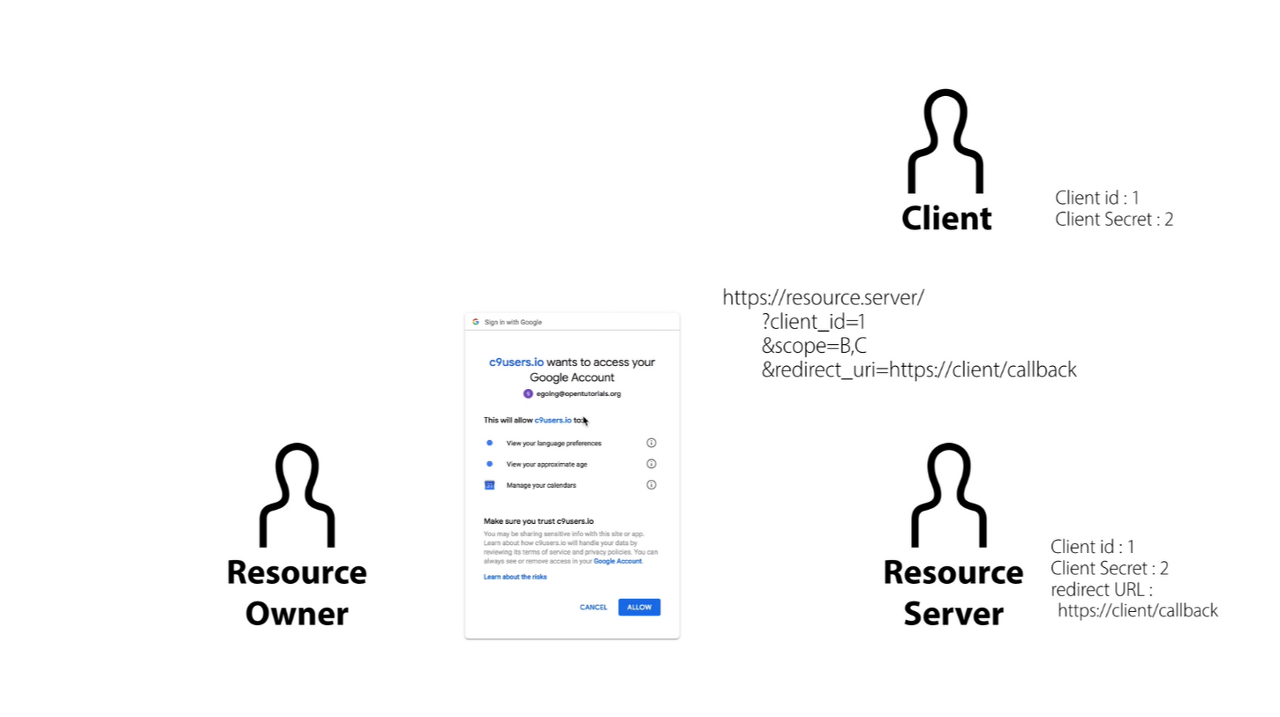 Client
Client id : 1
Client Secret : 2
https://resource.server/
?client_id=1
&scope=B,C
&redirect_uri=https://client/callback
G Sign in with Google
c9users.io wants to access your
Google Account
egoing@opentutorials.org
This will allow c9users.io to:
View your language preferences
View your approximate age
Manage your calendars
Make sure you trust c9users.io
You may be sharing sensitive info with this site or app.
Learn about how c9users.io will handle your data by
reviewing its terms of service and privacy policies. You can
always see or remove access in your Google Account.
Learn about the risks
CANCEL ALLOW
Resource
Owner
Resource
Server
Client id : 1
Client Secret : 2
redirect URL :
https://client/callback